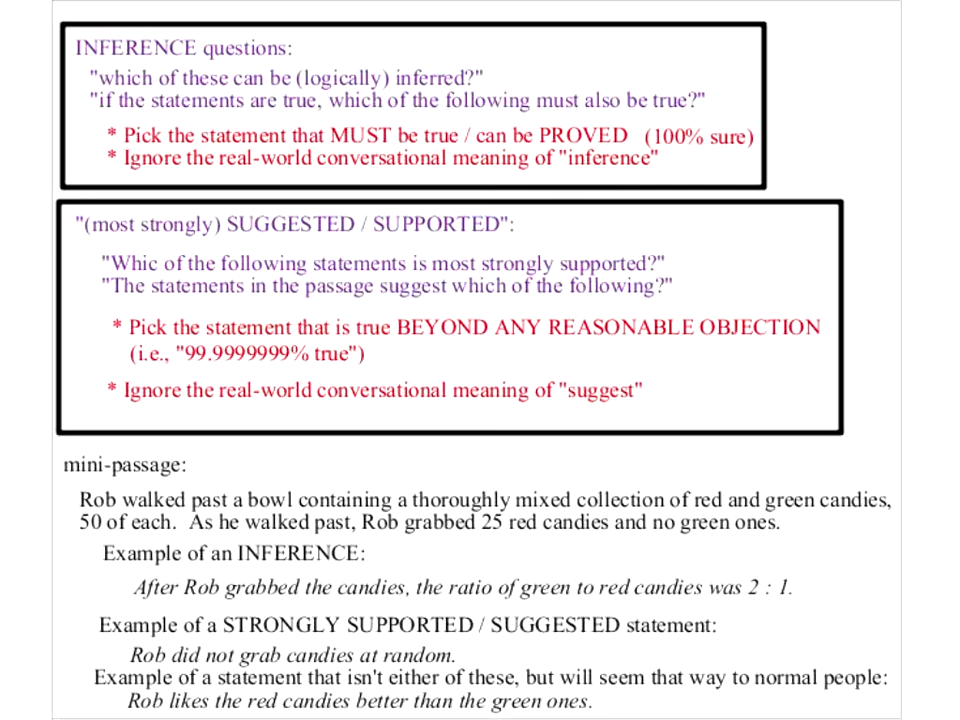 INFERENCE questions:
"which of these can be (logically) inferred?"
"if the statements are true, which of the following must also be true?"
* Pick the statement that MUST be true / can be PROVED (100% sure)
* Ignore the real-world conversational meaning of "inference"
"(most strongly) SUGGESTED / SUPPORTED":
"Whic of the following statements is most strongly supported?"
"The statements in the passage suggest which of the following?"
* Pick the statement that is true BEYOND ANY REASONABLE OBJECTION
(i.e., "99.9999999% true")
* Ignore the real-world conversational meaning of "suggest"
mini-passage:
Rob walked past a bowl containing a thoroughly mixed collection of red and green candies,
50 of each. As he walked past, Rob grabbed 25 red candies and no green ones.
Example of an INFERENCE:
After Rob grabbed the candies, the ratio of green to red candies was 2 : 1.
Example of a STRONGLY SUPPORTED / SUGGESTED statement:
Rob did not grab candies at random.
Example of a statement that isn't either of these, but will seem that way to normal people:
Rob likes the red candies better than the green ones.